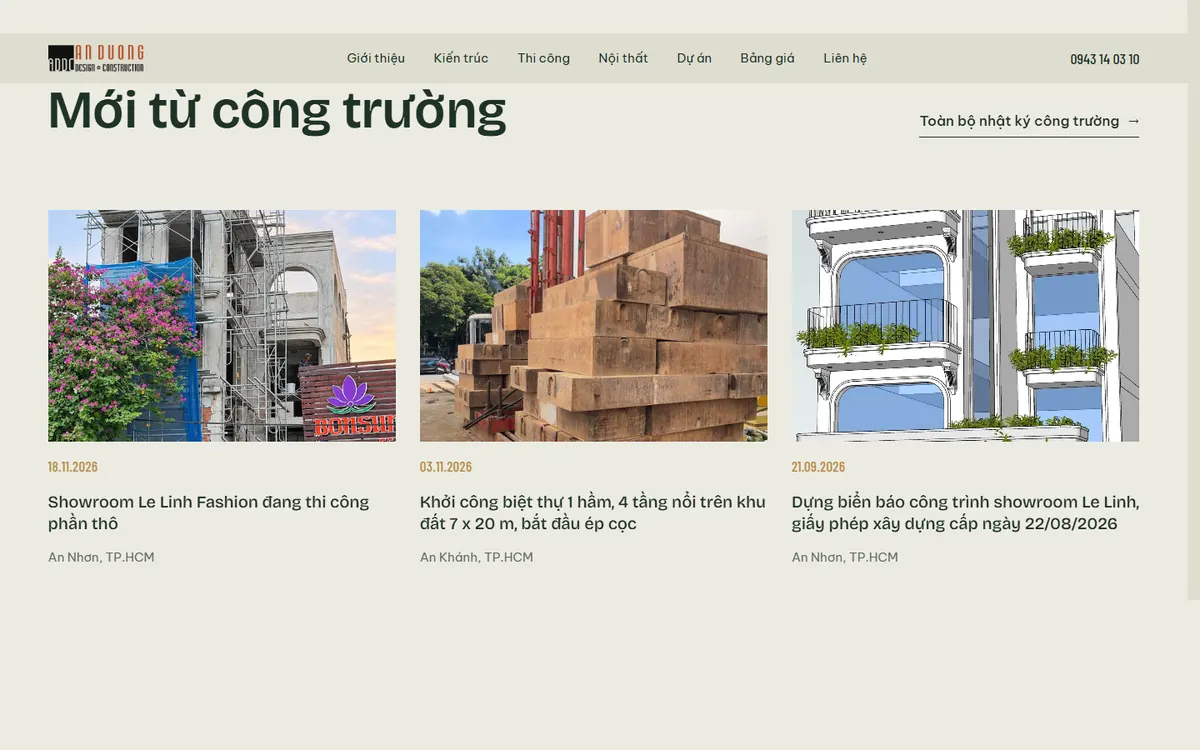 AN DUONG
ADDC DESIGN + CONSTRUCTION
Giới thiệu
Kiến trúc
Thi công
Nội thất
Dự án
Bảng giá
Liên hệ
0943 14 03 10
Mới từ công trường
Toàn bộ nhật ký công trường →
BONSHI
18.11.2026
Showroom Le Linh Fashion đang thi công
phần thô
An Nhơn, TP.HCM
03.11.2026
Khởi công biệt thự 1 hầm, 4 tầng nổi trên khu
đất 7 x 20 m, bắt đầu ép cọc
An Khánh, TP.HCM
21.09.2026
Dựng biển báo công trình showroom Le Linh,
giấy phép xây dựng cấp ngày 22/08/2026
An Nhơn, TP.HCM